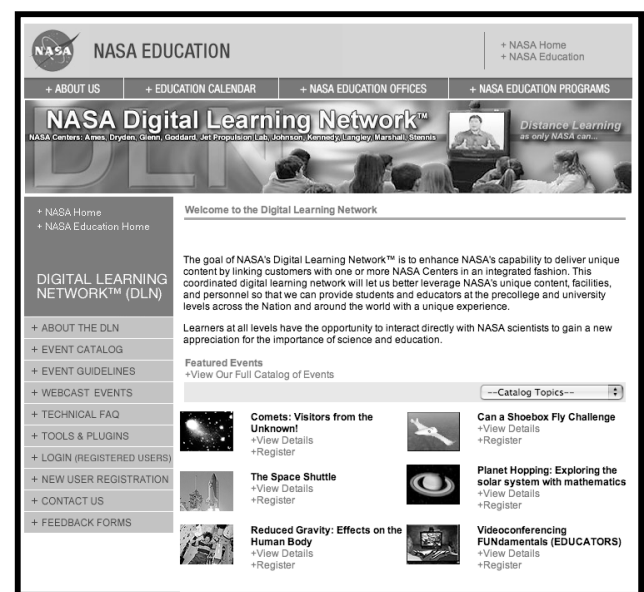 NASA
NASA EDUCATION
+ NASA Home
+ NASA Education
+ ABOUT US
+ EDUCATION CALENDAR
+ NASA EDUCATION OFFICES
+ NASA EDUCATION PROGRAMS
DLN
NASA Digital Learning Network™
NASA Centers: Ames, Dryden, Glenn, Goddard, Jet Propulsion Lab, Johnson, Kennedy, Langley, Marshall, Stennis
Distance Learning
as only NASA can...
+ NASA Home
+ NASA Education Home
DIGITAL LEARNING
NETWORK™ (DLN)
+ ABOUT THE DLN
+ EVENT CATALOG
+ EVENT GUIDELINES
+ WEBCAST EVENTS
+ TECHNICAL FAQ
+ TOOLS & PLUGINS
+ LOGIN (REGISTERED USERS)
+ NEW USER REGISTRATION
+ CONTACT US
+ FEEDBACK FORMS
Welcome to the Digital Learning Network
The goal of NASA's Digital Learning Network™ is to enhance NASA's capability to deliver unique
content by linking customers with one or more NASA Centers in an integrated fashion. This
coordinated digital learning network will let us better leverage NASA's unique content, facilities,
and personnel so that we can provide students and educators at the precollege and university
levels across the Nation and around the world with a unique experience.
Learners at all levels have the opportunity to interact directly with NASA scientists to gain a new
appreciation for the importance of science and education.
Featured Events
+View Our Full Catalog of Events
--Catalog Topics--
Comets: Visitors from the
Unknown!
+View Details
+Register
Can a Shoebox Fly Challenge
+View Details
+Register
The Space Shuttle
+View Details
+Register
Planet Hopping: Exploring the
solar system with mathematics
+View Details
+Register
Reduced Gravity: Effects on the
Human Body
+View Details
+Register
Videoconferencing
FUNdamentals (EDUCATORS)
+View Details
+Register